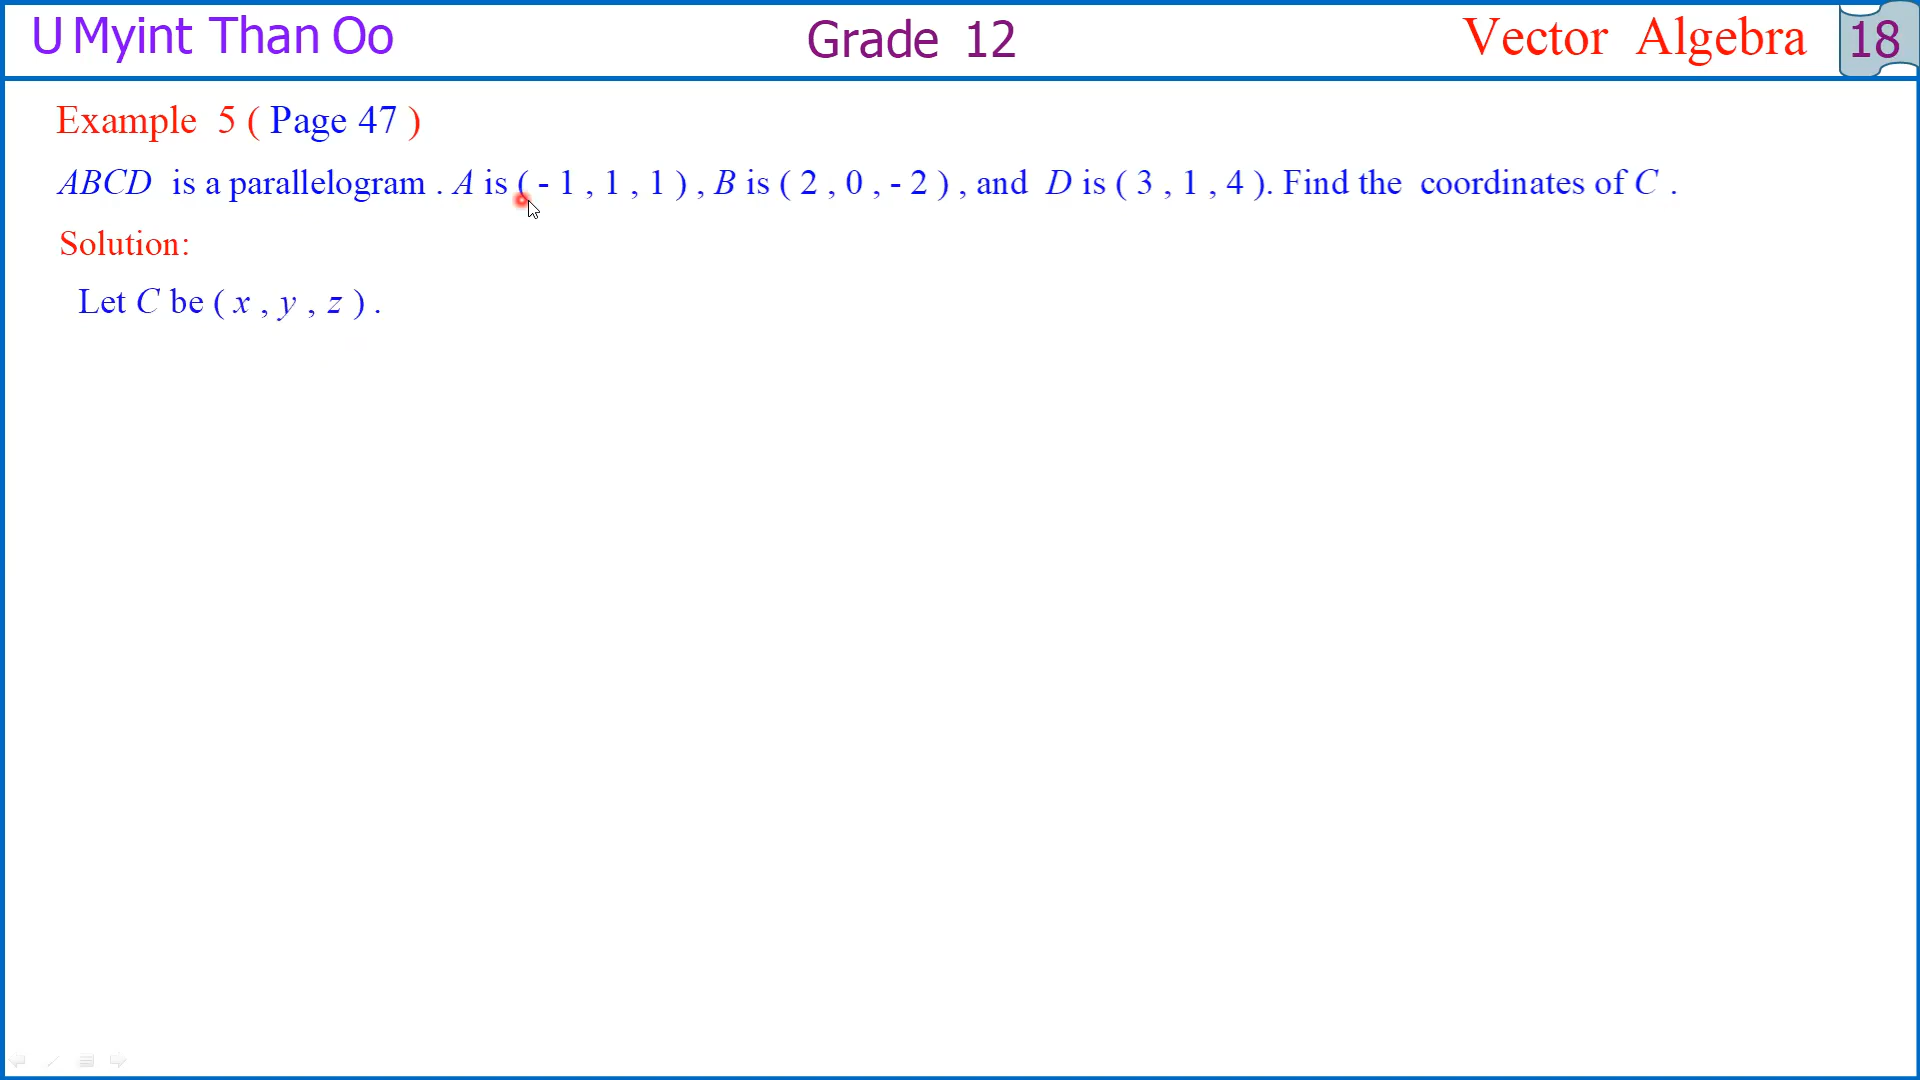 U Myint Than Oo Grade 12 Vector Algebra 18
Example 5 ( Page 47 )
ABCD is a parallelogram . A is ( - 1 , 1 , 1 ) , B is ( 2 , 0 , - 2 ) , and D is ( 3 , 1 , 4 ). Find the coordinates of C .
Solution:
Let C be ( x , y , z ) .